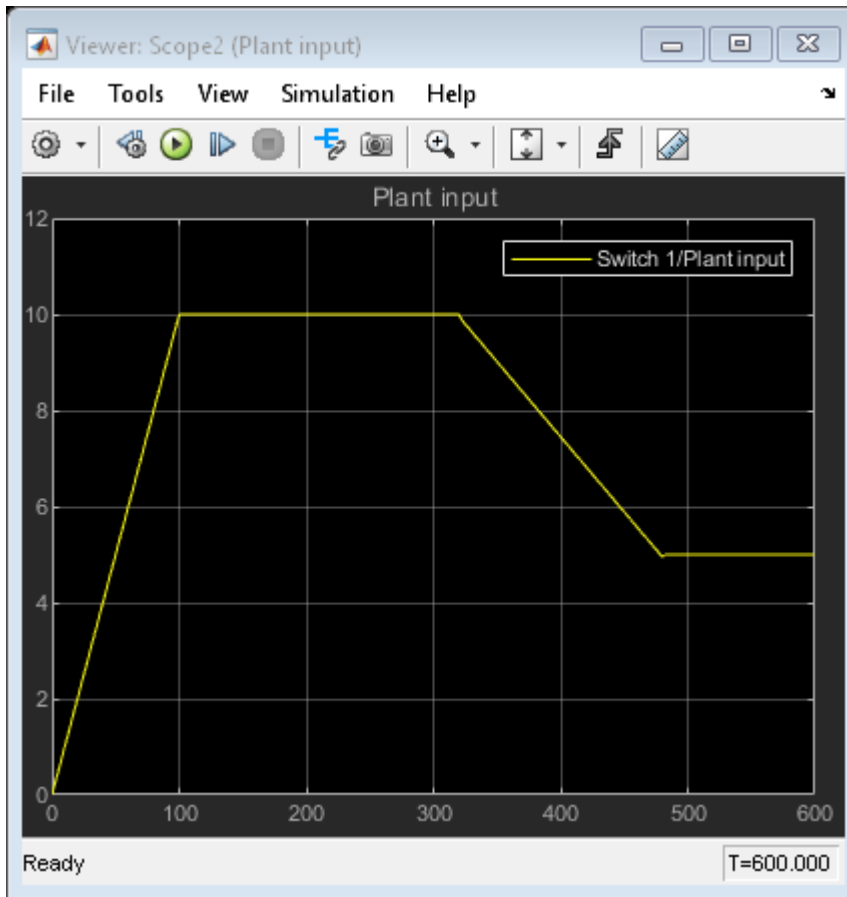 Viewer: Scope2 (Plant input)
File Tools View Simulation Help
Plant input
12
Switch 1/Plant input
10
8
6
4
2
0
0 100 200 300 400 500 600
Ready T=600.000